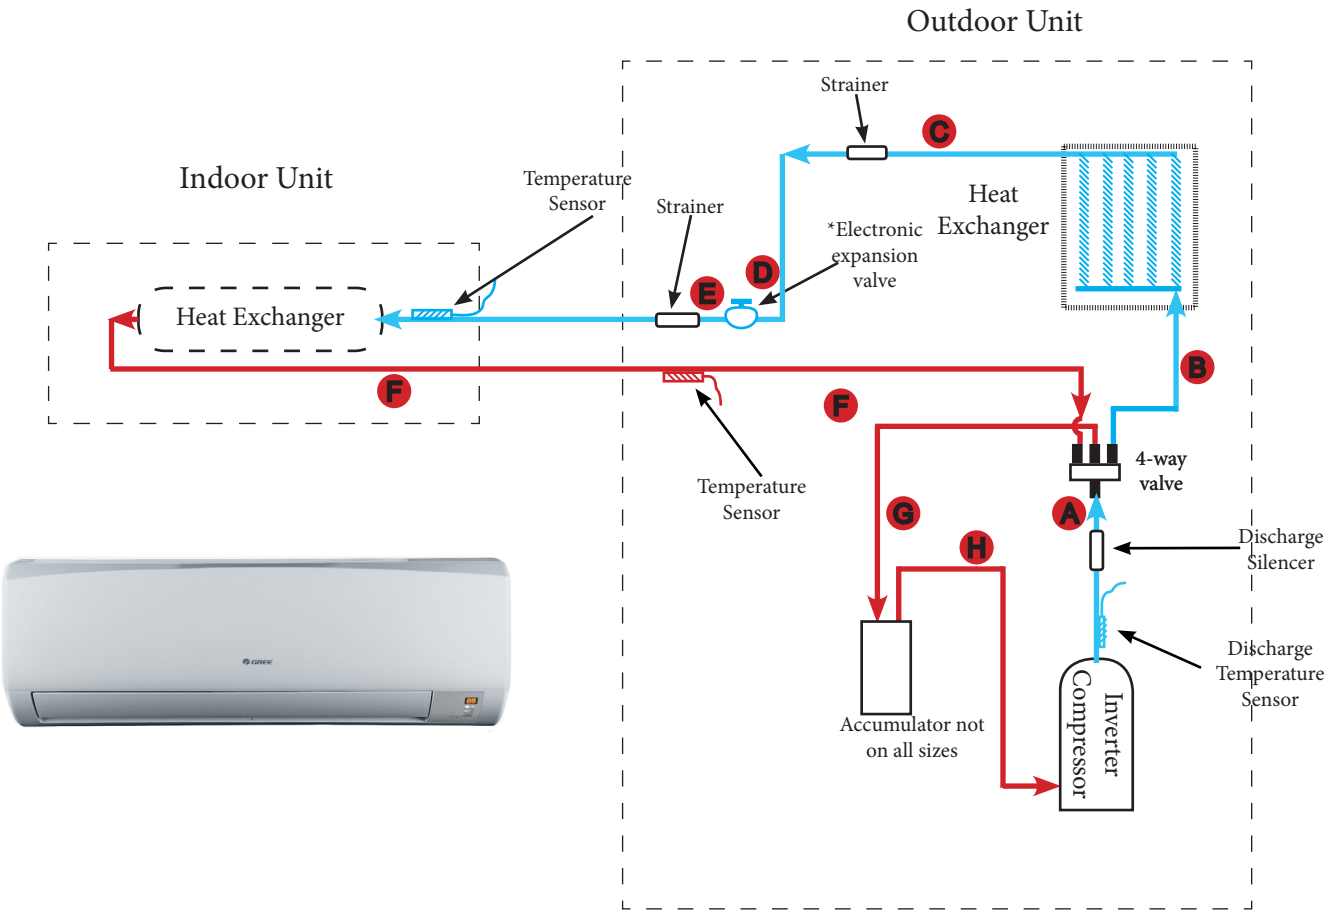 Outdoor Unit
Strainer
C
Indoor Unit
Temperature
Sensor
Strainer
Heat
Exchanger
*Electronic
expansion
valve
D
E
Heat Exchanger
B
F
F
4-way
valve
Temperature
Sensor
G
A
H
Discharge
Silencer
Discharge
Temperature
Sensor
Inverter
Compressor
Accumulator not
on all sizes
GREE